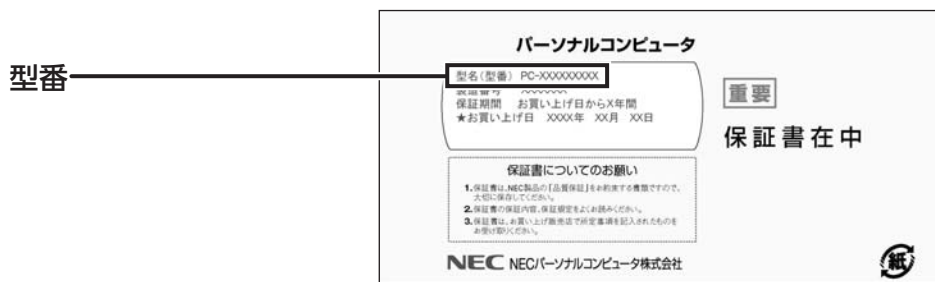 パーソナルコンピュータ
型番
型名(型番) PC-XXXXXXXXX
製造番号 XXXXXXX
保証期間 お買い上げ日からX年間
★お買い上げ日 XXXX年 XX月 XX日
重要
保証書在中
保証書についてのお願い
1.保証書は、NEC製品の「品質保証」をお約束する書類ですので、
大切に保存してください。
2.保証書の保証内容、保証規定をよくお読みください。
3.保証書は、お買い上げ販売店で所定事項を記入されたものを
お受け取りください。
NEC NECパーソナルコンピュータ株式会社
紙